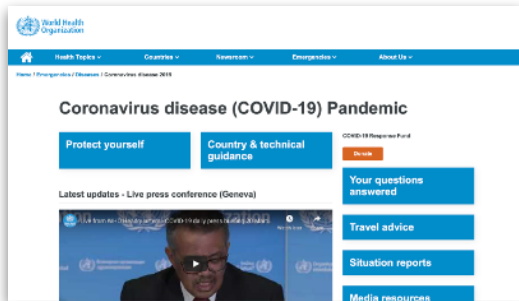 World Health
Organization
Health Topics
Countries
Newsroom
Emergencies
About Us
Home / Emergencies / Diseases / Coronavirus disease 2019
Coronavirus disease (COVID-19) Pandemic
Protect yourself
Country & technical
guidance
COVID-19 Response Fund
Donate
Your questions
answered
Latest updates - Live press conference (Geneva)
Travel advice
Situation reports
Media resources